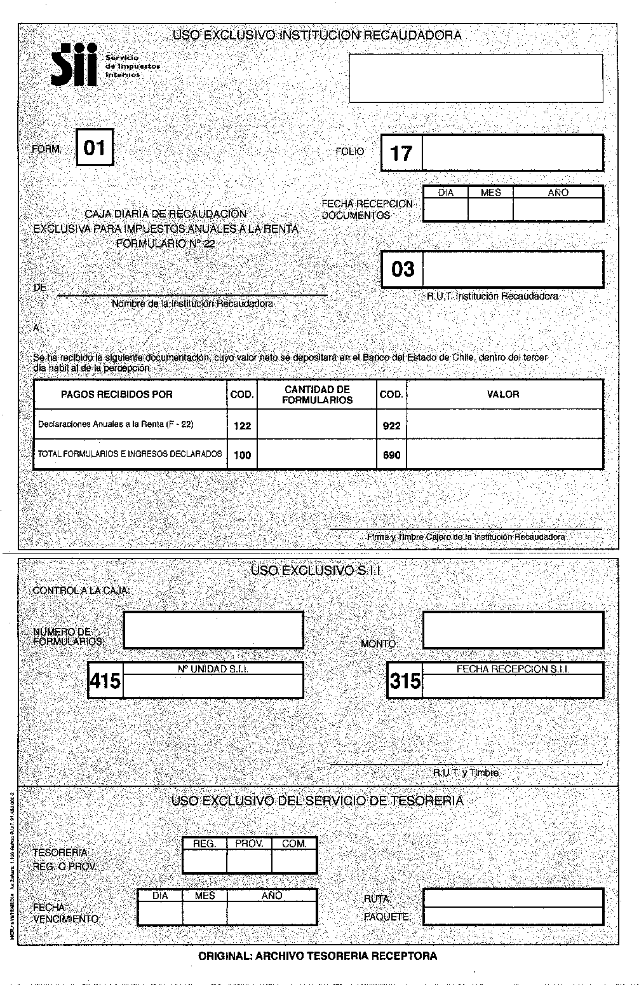 USO EXCLUSIVO INSTITUCION RECAUDADORA
Sii
Servicio
de Impuestos
Internos
FORM. 01
FOLIO 17
DIA MES AÑO
FECHA RECEPCION
DOCUMENTOS
CAJA DIARIA DE RECAUDACION
EXCLUSIVA PARA IMPUESTOS ANUALES A LA RENTA
FORMULARIO Nº 22
03
R.U.T. Institución Recaudadora
DE
Nombre de la Institución Recaudadora
A
Se ha recibido la siguiente documentación, cuyo valor neto se depositará en el Banco del Estado de Chile, dentro del tercer
día hábil al de la percepción
PAGOS RECIBIDOS POR COD. CANTIDAD DE FORMULARIOS COD. VALOR
Declaraciones Anuales a la Renta (F - 22) 122 922
TOTAL FORMULARIOS E INGRESOS DECLARADOS 100 690
Firma y Timbre Cajero de la Institución Recaudadora
USO EXCLUSIVO S.I.I.
CONTROL A LA CAJA:
NUMERO DE
FORMULARIOS:
MONTO
415 Nº UNIDAD S.I.I.
315 FECHA RECEPCION S.I.I.
R.U.T. y Timbre
USO EXCLUSIVO DEL SERVICIO DE TESORERIA
REG. PROV. COM.
TESORERIA
REG. O PROV.
DIA MES AÑO
FECHA
VENCIMIENTO:
RUTA
PAQUETE:
ORIGINAL: ARCHIVO TESORERIA RECEPTORA